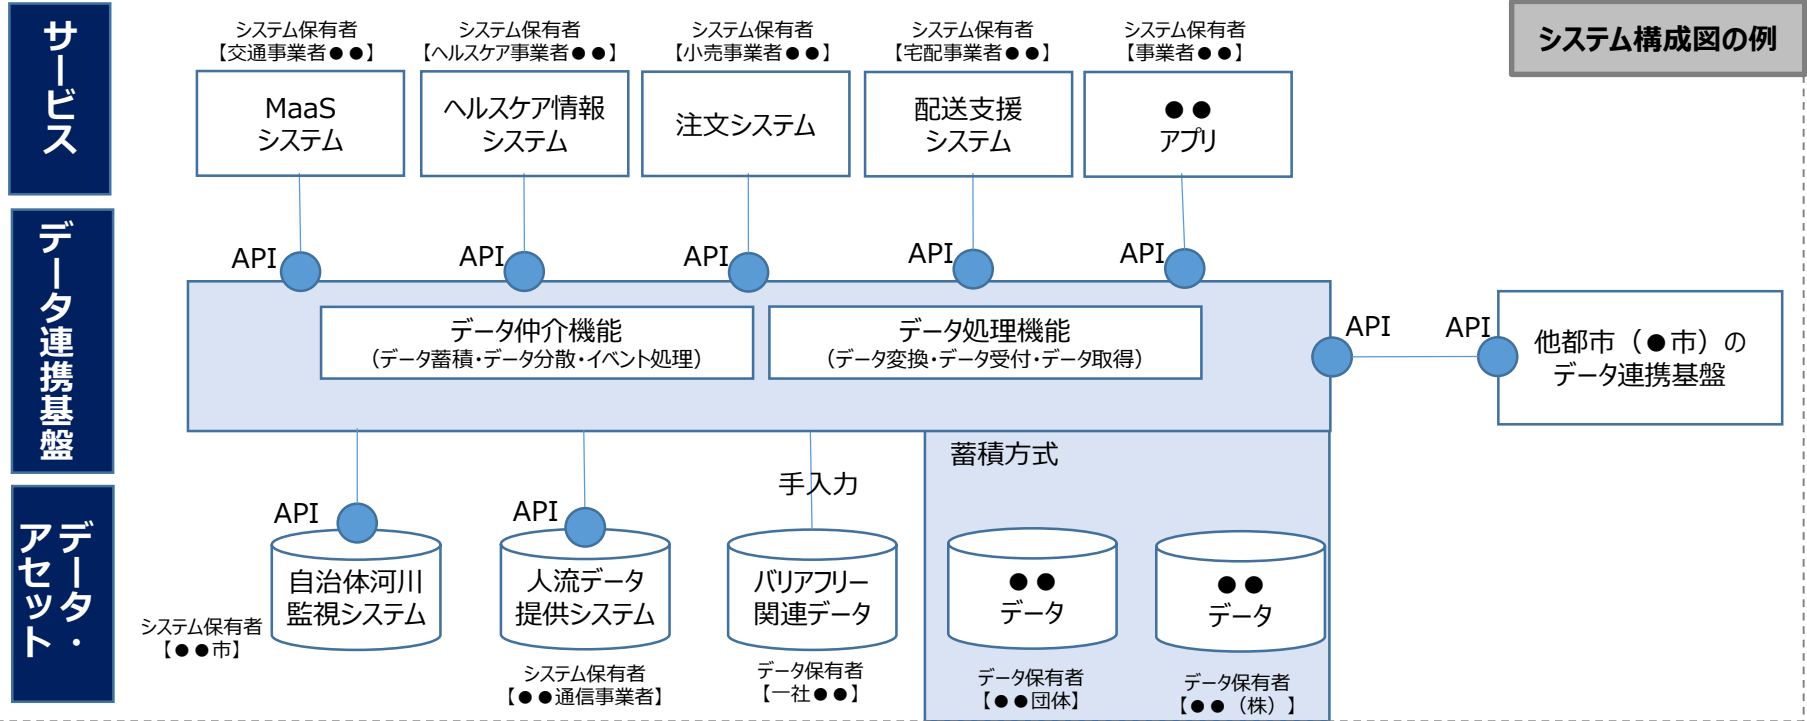 システム構成図の例
サービス
システム保有者
【交通事業者●●】
MaaS
システム
システム保有者
【ヘルスケア事業者●●】
ヘルスケア情報
システム
システム保有者
【小売事業者●●】
注文システム
システム保有者
【宅配事業者●●】
配送支援
システム
システム保有者
【事業者●●】
●●
アプリ
データ連携基盤
API
API
API
API
API
データ仲介機能
（データ蓄積・データ分散・イベント処理）
データ処理機能
（データ変換・データ受付・データ取得）
API
API
他都市（●市）の
データ連携基盤
蓄積方式
手入力
データ・
アセット
API
自治体河川
監視システム
システム保有者
【●●市】
API
人流データ
提供システム
システム保有者
【●●通信事業者】
バリアフリー
関連データ
データ保有者
【一社●●】
●●
データ
データ保有者
【●●団体】
●●
データ
データ保有者
【●●（株）】